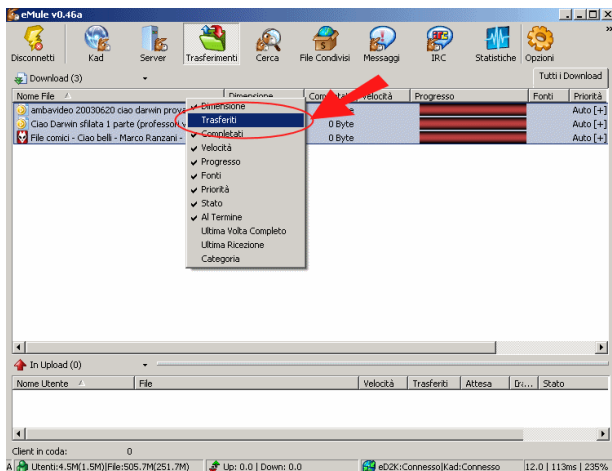 eMule v0.46a
Disconnetti Kad Server Trasferimenti Cerca File Condivisi Messaggi IRC Statistiche Opzioni
Download (3) Tutti i Download
Nome File Dimensione Velocità Progresso Fonti Priorità
ambavideo 20030620 ciao darwin prova Auto [+]
Ciao Darwin sfilata 1 parte (professori 0 Byte Auto [+]
File comici - Ciao belli - Marco Ranzani - 0 Byte Auto [+]
Dimensione
Trasferiti
Completati
Velocità
Progresso
Fonti
Priorità
Stato
Al Termine
Ultima Volta Completo
Ultima Ricezione
Categoria
In Upload (0)
Nome Utente File Velocità Trasferiti Attesa Stato
Client in coda: 0
Utenti:4.5M(1.5M)|File:505.7M(251.7M) Up: 0.0 | Down: 0.0 eD2K:Connesso|Kad:Connesso 12.0 | 113ms | 235%